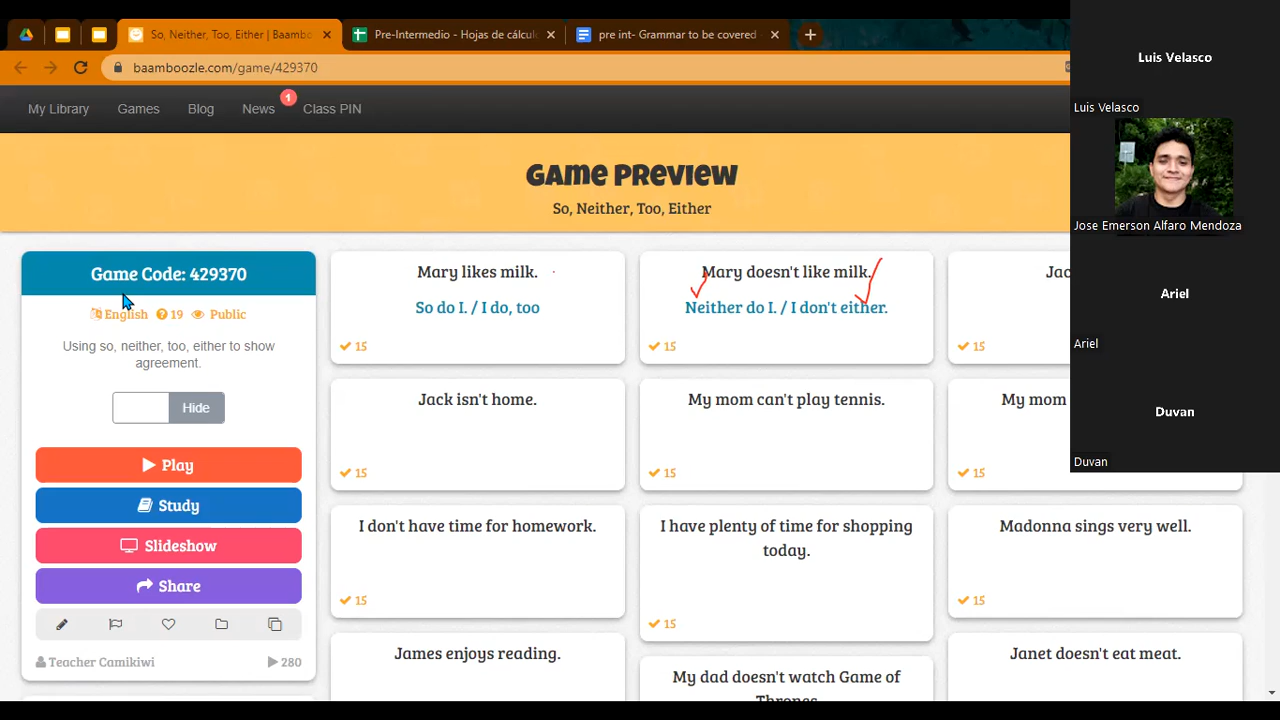 So, Neither, Too, Either | Baamb
Pre-Intermedio - Hojas de cálcu
pre int- Grammar to be covered
baamboozle.com/game/429370
My Library
Games
Blog
News
1
Class PIN
Game Preview
So, Neither, Too, Either
Game Code: 429370
English
19
Public
Using so, neither, too, either to show
agreement.
Hide
Play
Study
Slideshow
Share
Teacher Camikiwi
280
Mary likes milk.
So do I. / I do, too
15
Mary doesn't like milk.
Neither do I. / I don't either.
15
Jac
15
Jack isn't home.
15
My mom can't play tennis.
15
My mom
15
I don't have time for homework.
15
I have plenty of time for shopping
today.
15
Madonna sings very well.
15
James enjoys reading.
My dad doesn't watch Game of
Thrones.
Janet doesn't eat meat.
Luis Velasco
Luis Velasco
Jose Emerson Alfaro Mendoza
Ariel
Ariel
Duvan
Duvan